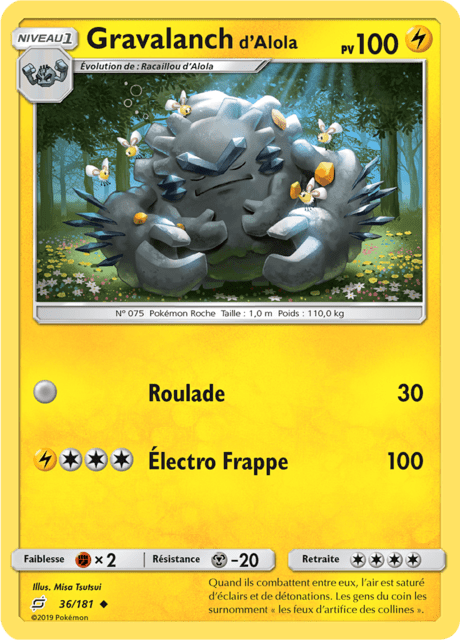 NIVEAU 1
Gravalanch d'Alola
PV 100
Évolution de : Racaillou d'Alola
N° 075 Pokémon Roche Taille : 1,0 m Poids : 110,0 kg
Roulade 30
Électro Frappe 100
Faiblesse ×2 Résistance -20 Retraite
Illus. Misa Tsutsui
36/181
©2019 Pokémon
Quand ils combattent entre eux, l'air est saturé
d'éclairs et de détonations. Les gens du coin les
surnomment « les feux d'artifice des collines ».